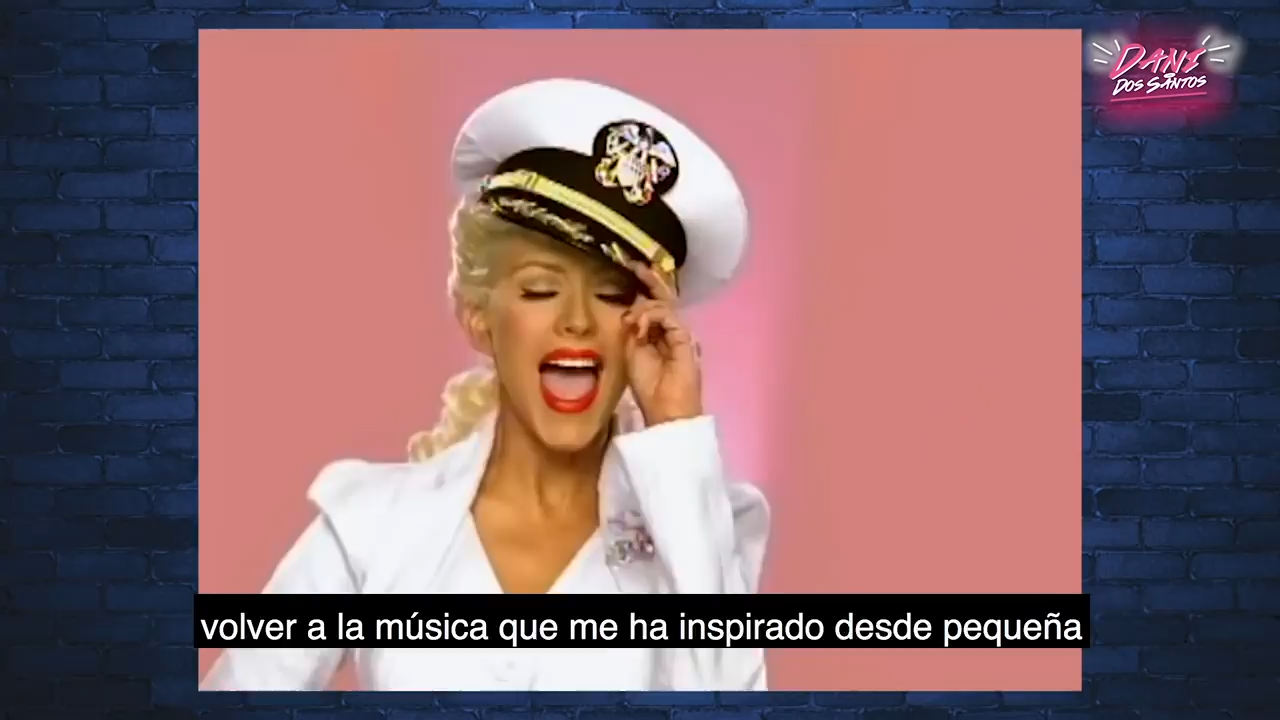 DANI
DOS SANTOS
volver a la música que me ha inspirado desde pequeña